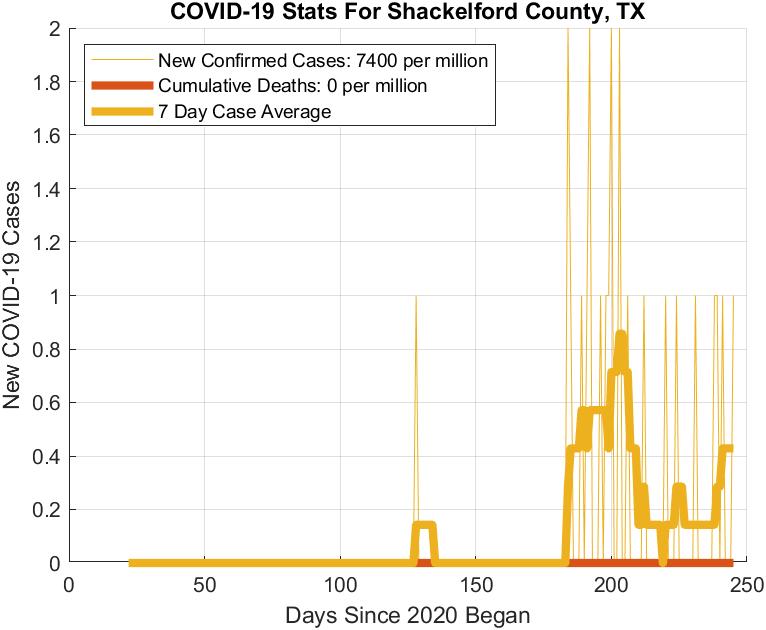 COVID-19 Stats For Shackelford County, TX
New Confirmed Cases: 7400 per million
Cumulative Deaths: 0 per million
7 Day Case Average
New COVID-19 Cases
2
1.8
1.6
1.4
1.2
1
0.8
0.6
0.4
0.2
0
0 50 100 150 200 250
Days Since 2020 Began